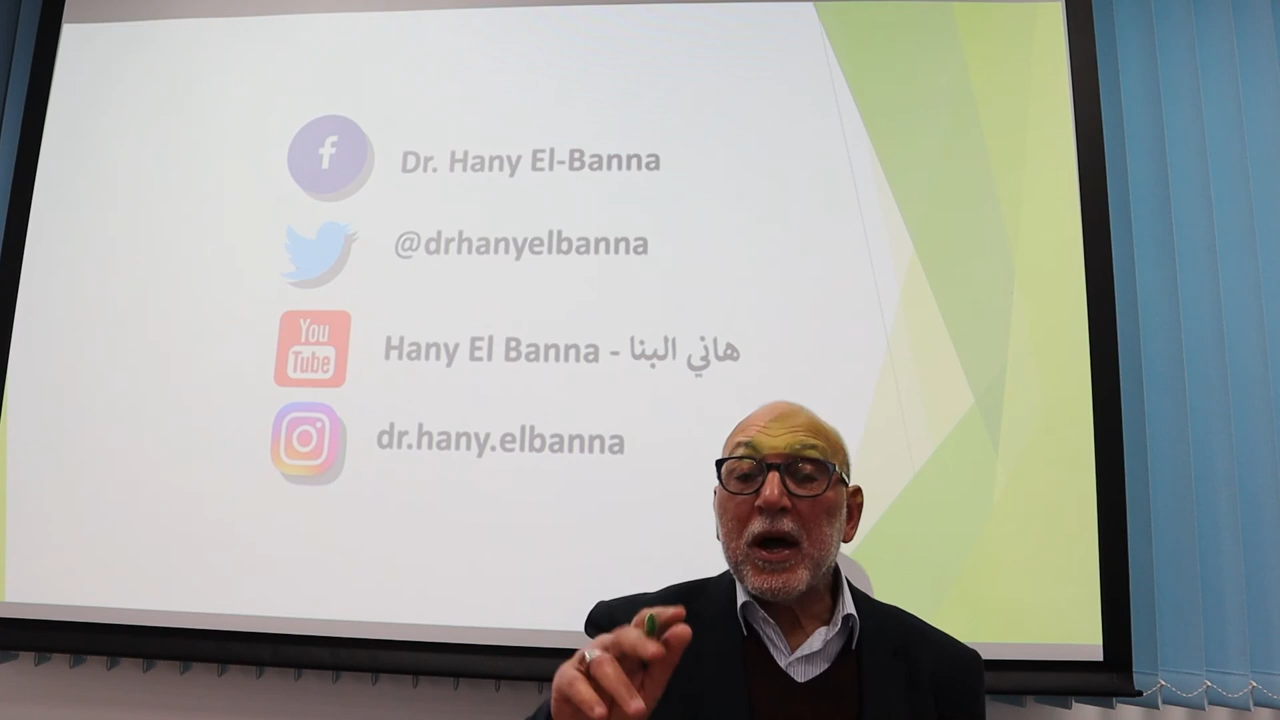 f Dr. Hany El-Banna
@drhanyelbanna
You
Tube
Hany El Banna - هاني البنا
dr.hany.elbanna